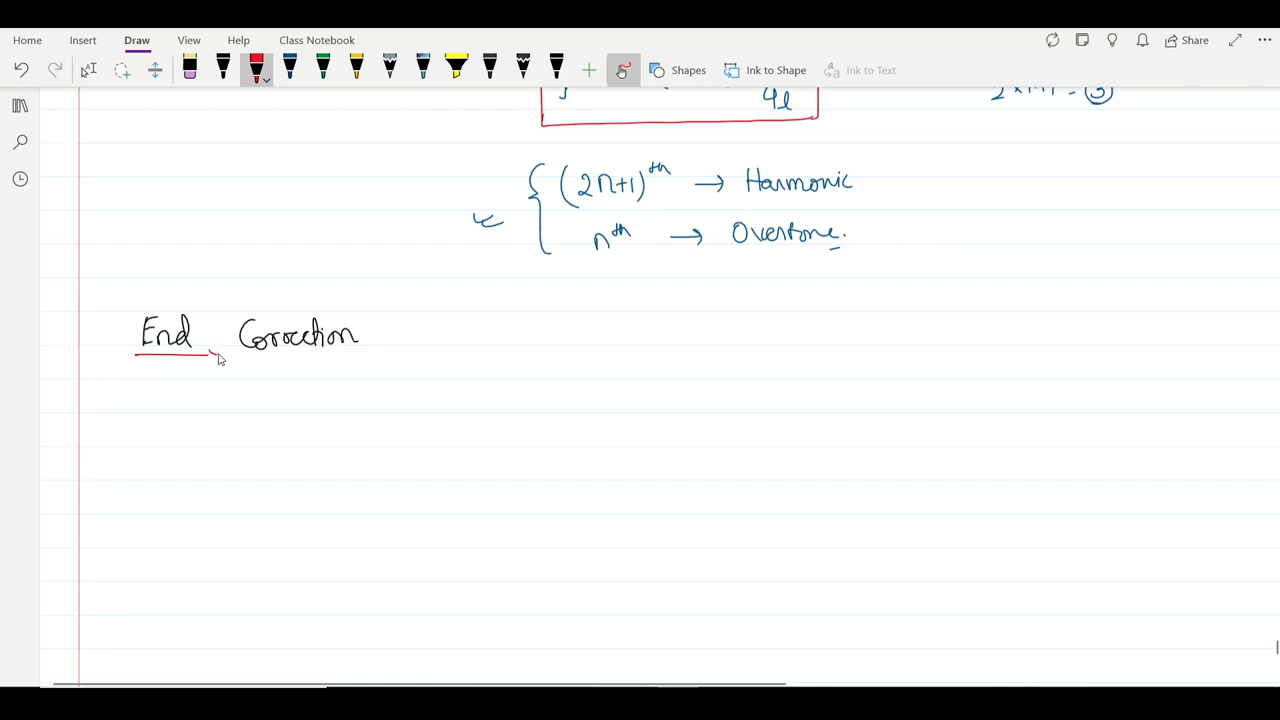 Home Insert Draw View Help Class Notebook
Share
Shapes Ink to Shape Ink to Text
4l
(2n+1)th → Harmonic
nth → Overtone.
End Correction